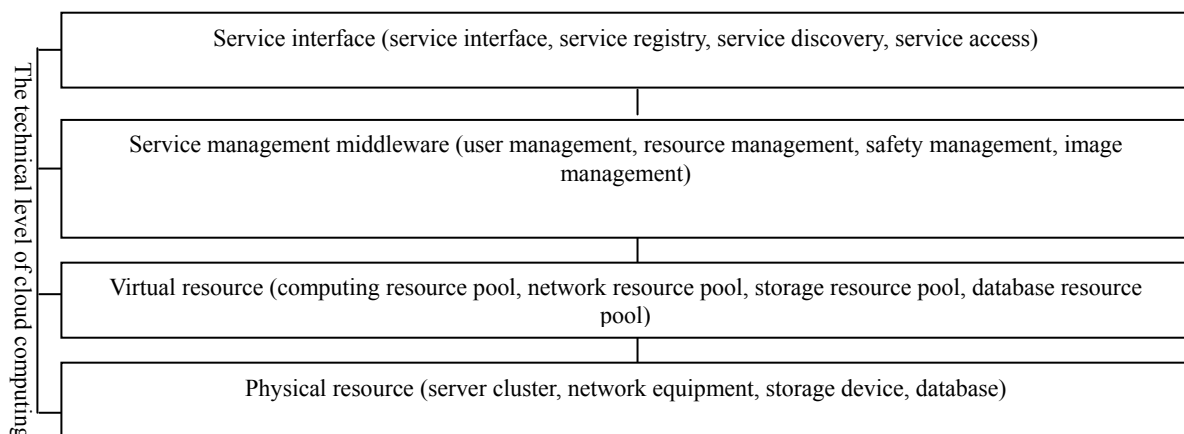 Service interface (service interface, service registry, service discovery, service access)
The technical level of cloud computing
Service management middleware (user management, resource management, safety management, image
management)
Virtual resource (computing resource pool, network resource pool, storage resource pool, database resource
pool)
Physical resource (server cluster, network equipment, storage device, database)